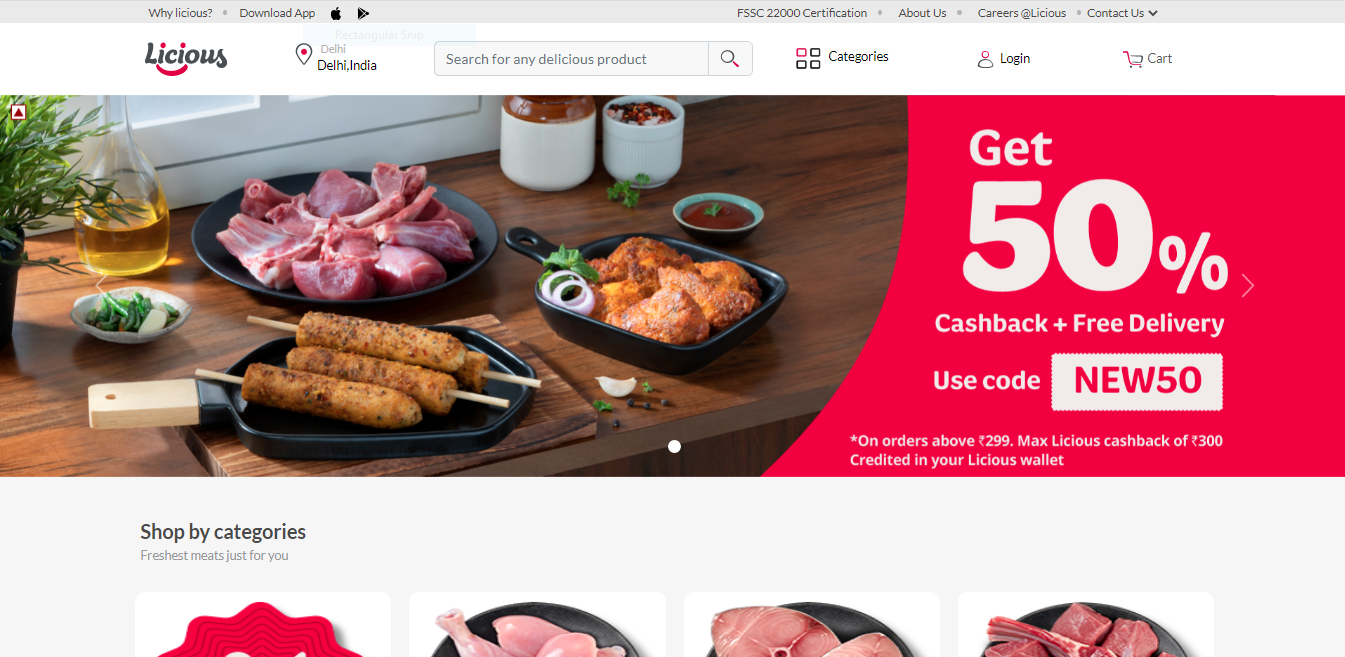 Why licious?
Download App
FSSC 22000 Certification
About Us
Careers @Licious
Contact Us
Rectangular Snip
Licious
Delhi
Delhi,India
Search for any delicious product
Categories
Login
Cart
Get
50%
Cashback + Free Delivery
Use code NEW50
*On orders above ₹299. Max Licious cashback of ₹300
Credited in your Licious wallet
Shop by categories
Freshest meats just for you